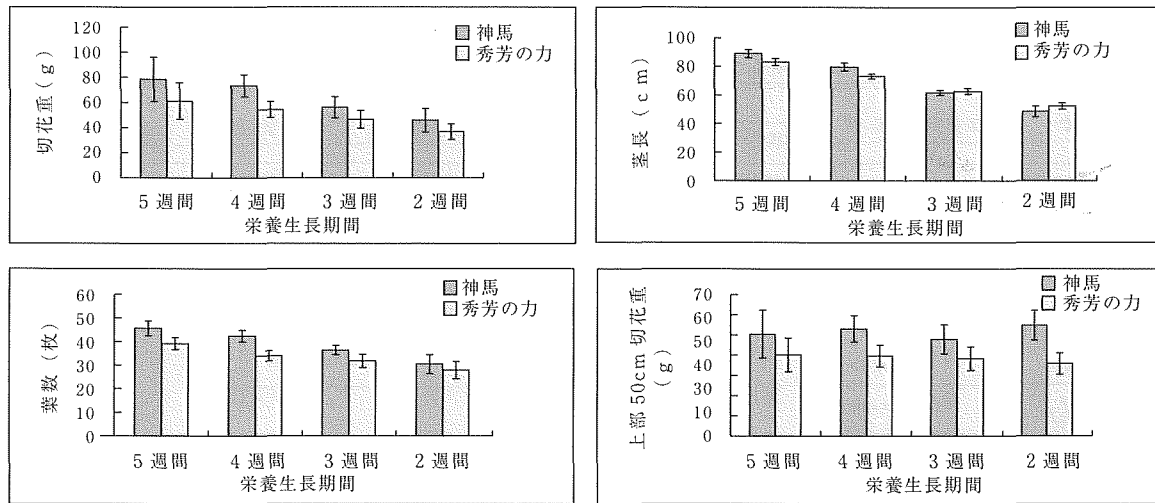 切花重(g)
120
100
80
60
40
20
0
神馬
秀芳の力
5週間 4週間 3週間 2週間
栄養生長期間
茎長(cm)
100
80
60
40
20
0
神馬
秀芳の力
5週間 4週間 3週間 2週間
栄養生長期間
葉数(枚)
60
50
40
30
20
10
0
神馬
秀芳の力
5週間 4週間 3週間 2週間
栄養生長期間
上部50cm切花重
(g)
70
60
50
40
30
20
10
0
神馬
秀芳の力
5週間 4週間 3週間 2週間
栄養生長期間